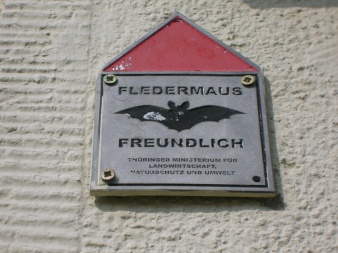 FLEDERMAUS
FREUNDLICH
THÜRINGER MINISTERIUM FÜR
LANDWIRTSCHAFT,
NATURSCHUTZ UND UMWELT